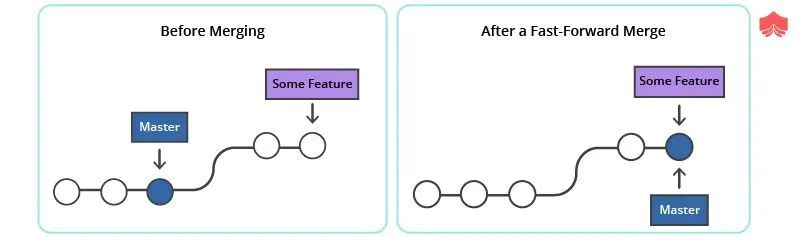 Before Merging
Some Feature
Master
After a Fast-Forward Merge
Some Feature
Master